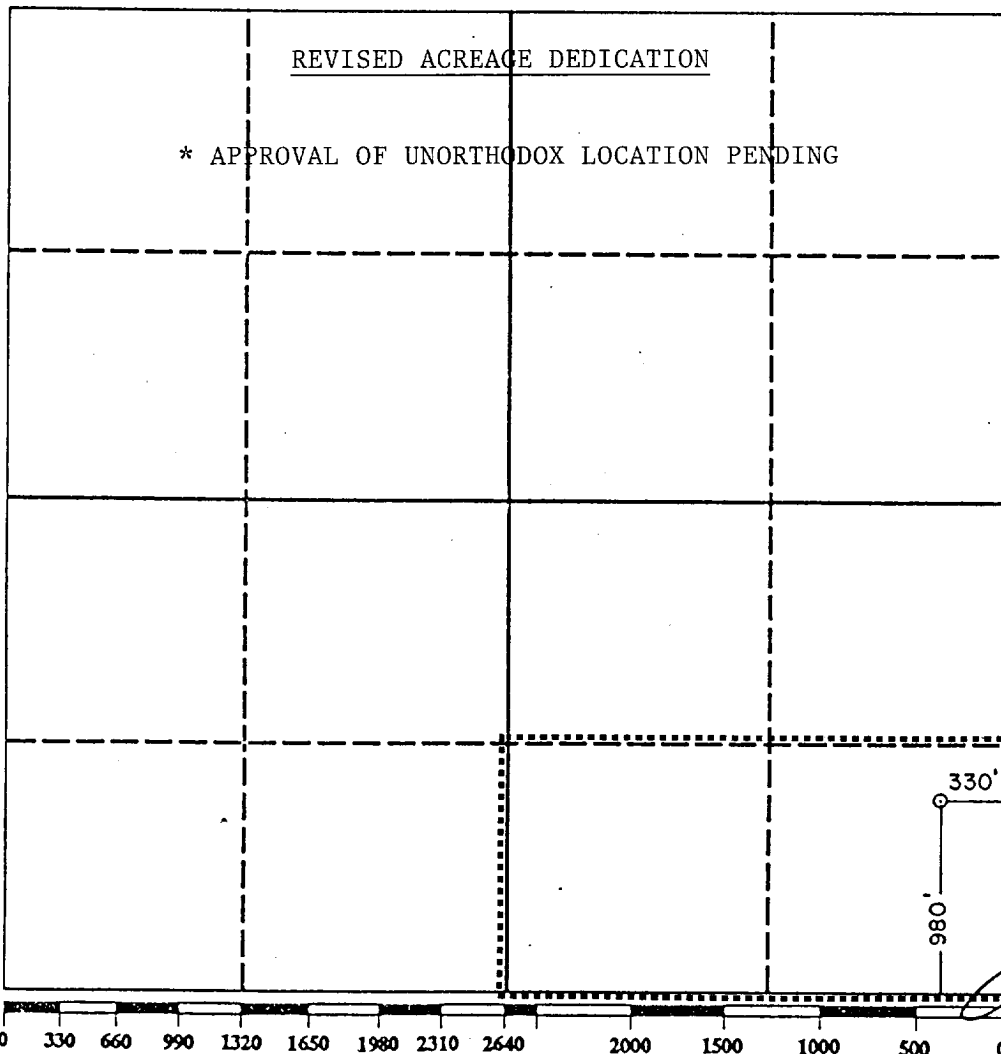 REVISED ACREAGE DEDICATION
* APPROVAL OF UNORTHODOX LOCATION PENDING
330'
980'
0 330 660 990 1320 1650 1980 2310 2640 2000 1500 1000 500 0